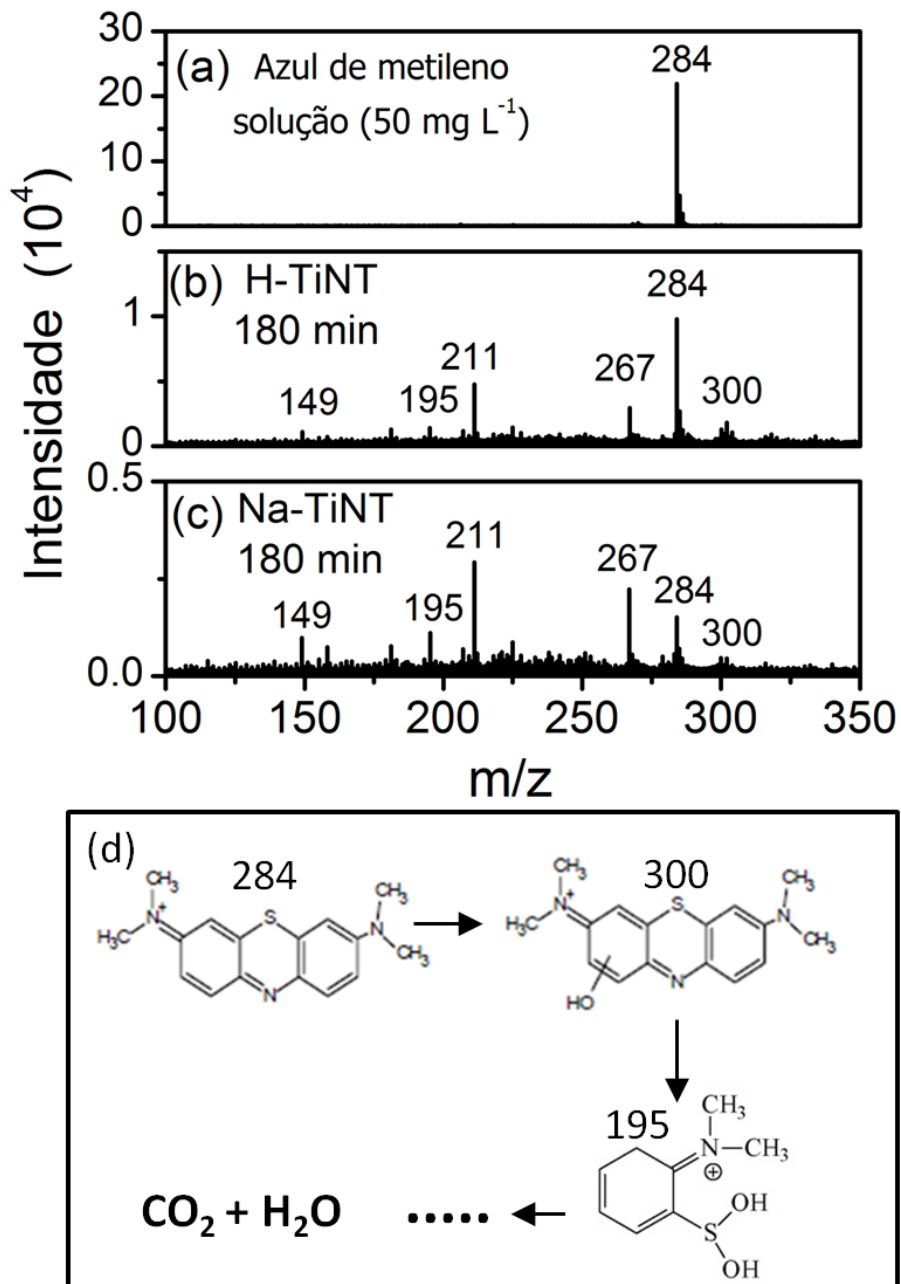 Intensidade (10⁴)
30
20
10
0
(a) Azul de metileno
solução (50 mg L⁻¹)
284
1
0
(b) H-TiNT
180 min
149
195
211
267
284
300
0.5
0.0
(c) Na-TiNT
180 min
149
195
211
267
284
300
100 150 200 250 300 350
m/z
(d)
284
CH₃
N⁺
H₃C
S
N
CH₃
N
CH₃
300
CH₃
N⁺
H₃C
S
N
CH₃
N
CH₃
HO
195
CH₃
N—CH₃
⊕
OH
S
OH
CO₂ + H₂O .....